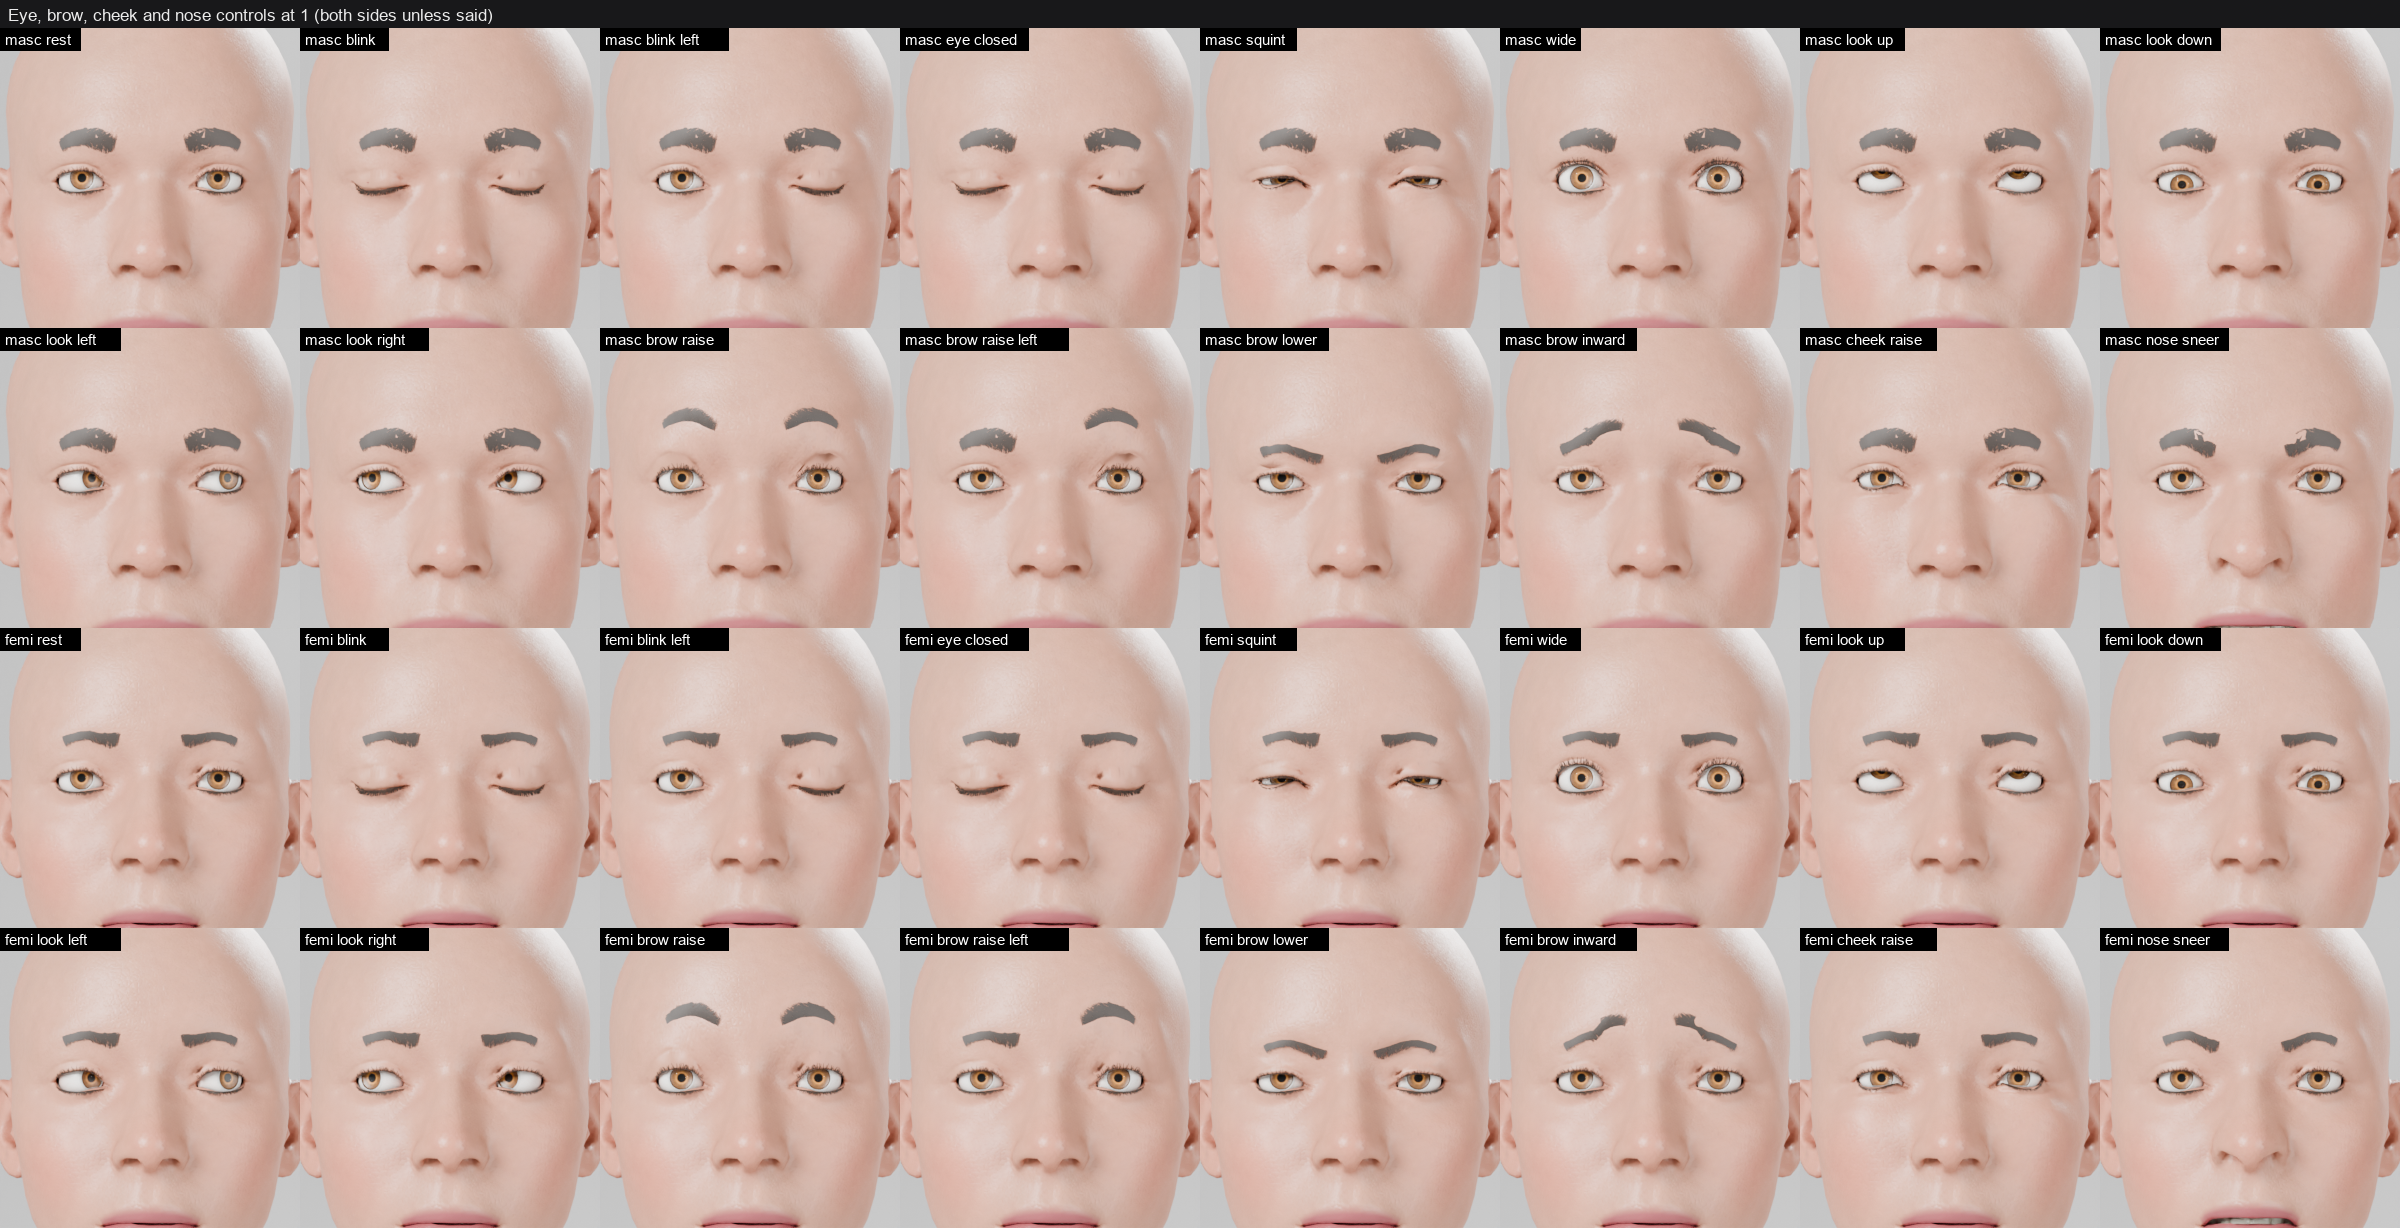 Eye, brow, cheek and nose controls at 1 (both sides unless said)
masc rest
masc blink
masc blink left
masc eye closed
masc squint
masc wide
masc look up
masc look down
masc look left
masc look right
masc brow raise
masc brow raise left
masc brow lower
masc brow inward
masc cheek raise
masc nose sneer
femi rest
femi blink
femi blink left
femi eye closed
femi squint
femi wide
femi look up
femi look down
femi look left
femi look right
femi brow raise
femi brow raise left
femi brow lower
femi brow inward
femi cheek raise
femi nose sneer